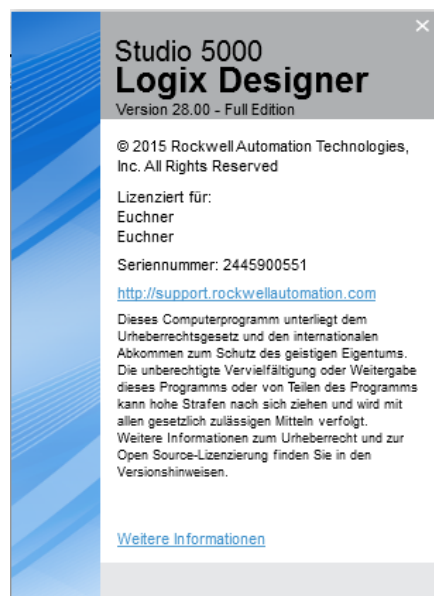 Studio 5000
Logix Designer
Version 28.00 - Full Edition
© 2015 Rockwell Automation Technologies,
Inc. All Rights Reserved
Lizenziert für:
Euchner
Euchner
Seriennummer: 2445900551
http://support.rockwellautomation.com
Dieses Computerprogramm unterliegt dem
Urheberrechtsgesetz und den internationalen
Abkommen zum Schutz des geistigen Eigentums.
Die unberechtigte Vervielfältigung oder Weitergabe
dieses Programms oder von Teilen des Programms
kann hohe Strafen nach sich ziehen und wird mit
allen gesetzlich zulässigen Mitteln verfolgt.
Weitere Informationen zum Urheberrecht und zur
Open Source-Lizenzierung finden Sie in den
Versionshinweisen.
Weitere Informationen